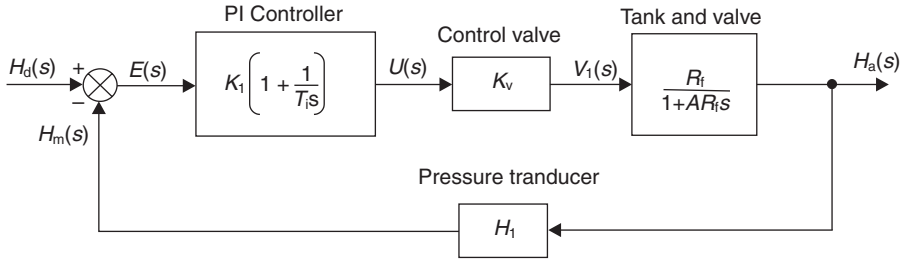 PI Controller
Control valve
Tank and valve
H_d(s)
+
−
E(s)
K_1 ( 1 + 1/T_i s )
U(s)
K_v
V_1(s)
R_f / 1+AR_f s
H_a(s)
H_m(s)
Pressure tranducer
H_1